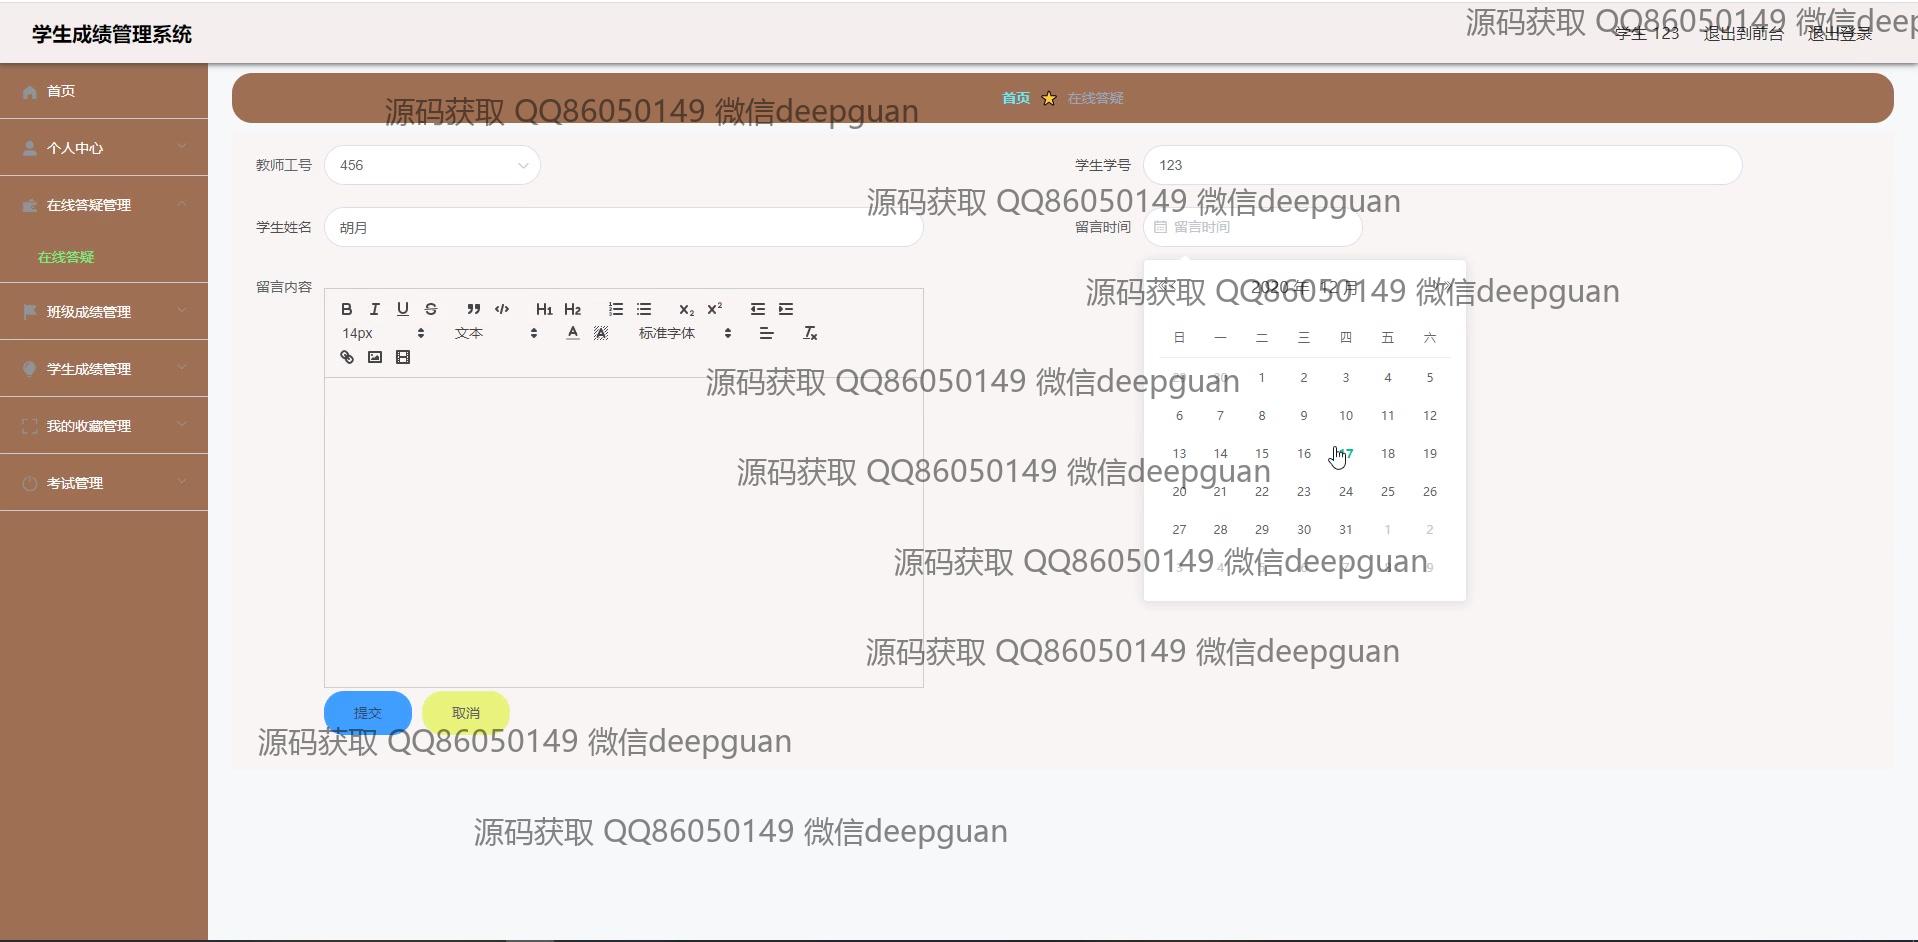 学生成绩管理系统
学生 123 退出到前台 退出登录
源码获取 QQ86050149 微信deep
首页
个人中心
在线答疑管理
在线答疑
班级成绩管理
学生成绩管理
我的收藏管理
考试管理
首页 在线答疑
源码获取 QQ86050149 微信deepguan
教师工号 456
学生学号 123
源码获取 QQ86050149 微信deepguan
学生姓名 胡月
留言时间 留言时间
留言内容
B I U S H1 H2 X2 X2
14px 文本 A A 标准字体 Tx
2020 年 12 月
源码获取 QQ86050149 微信deepguan
日 一 二 三 四 五 六
29 30 1 2 3 4 5
源码获取 QQ86050149 微信deepguan
6 7 8 9 10 11 12
13 14 15 16 17 18 19
源码获取 QQ86050149 微信deepguan
20 21 22 23 24 25 26
27 28 29 30 31 1 2
源码获取 QQ86050149 微信deepguan
3 4 5 6 7 8 9
源码获取 QQ86050149 微信deepguan
提交 取消
源码获取 QQ86050149 微信deepguan
源码获取 QQ86050149 微信deepguan